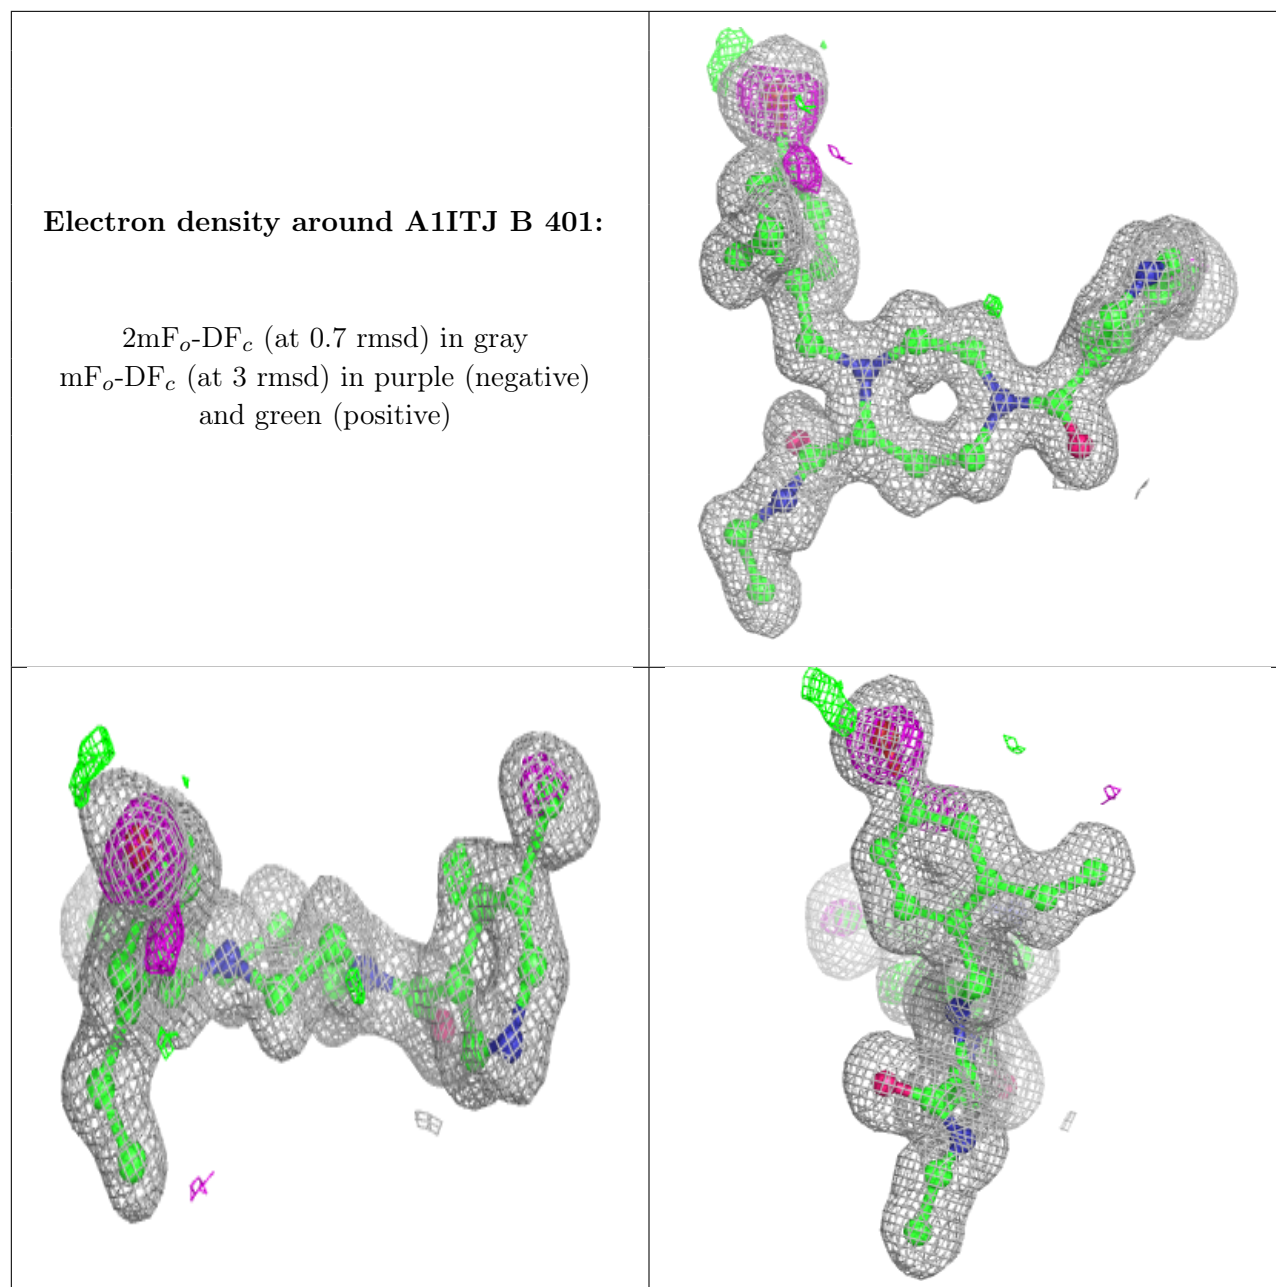 Electron density around A1ITJ B 401:
2mFo-DFc (at 0.7 rmsd) in gray
mFo-DFc (at 3 rmsd) in purple (negative)
and green (positive)